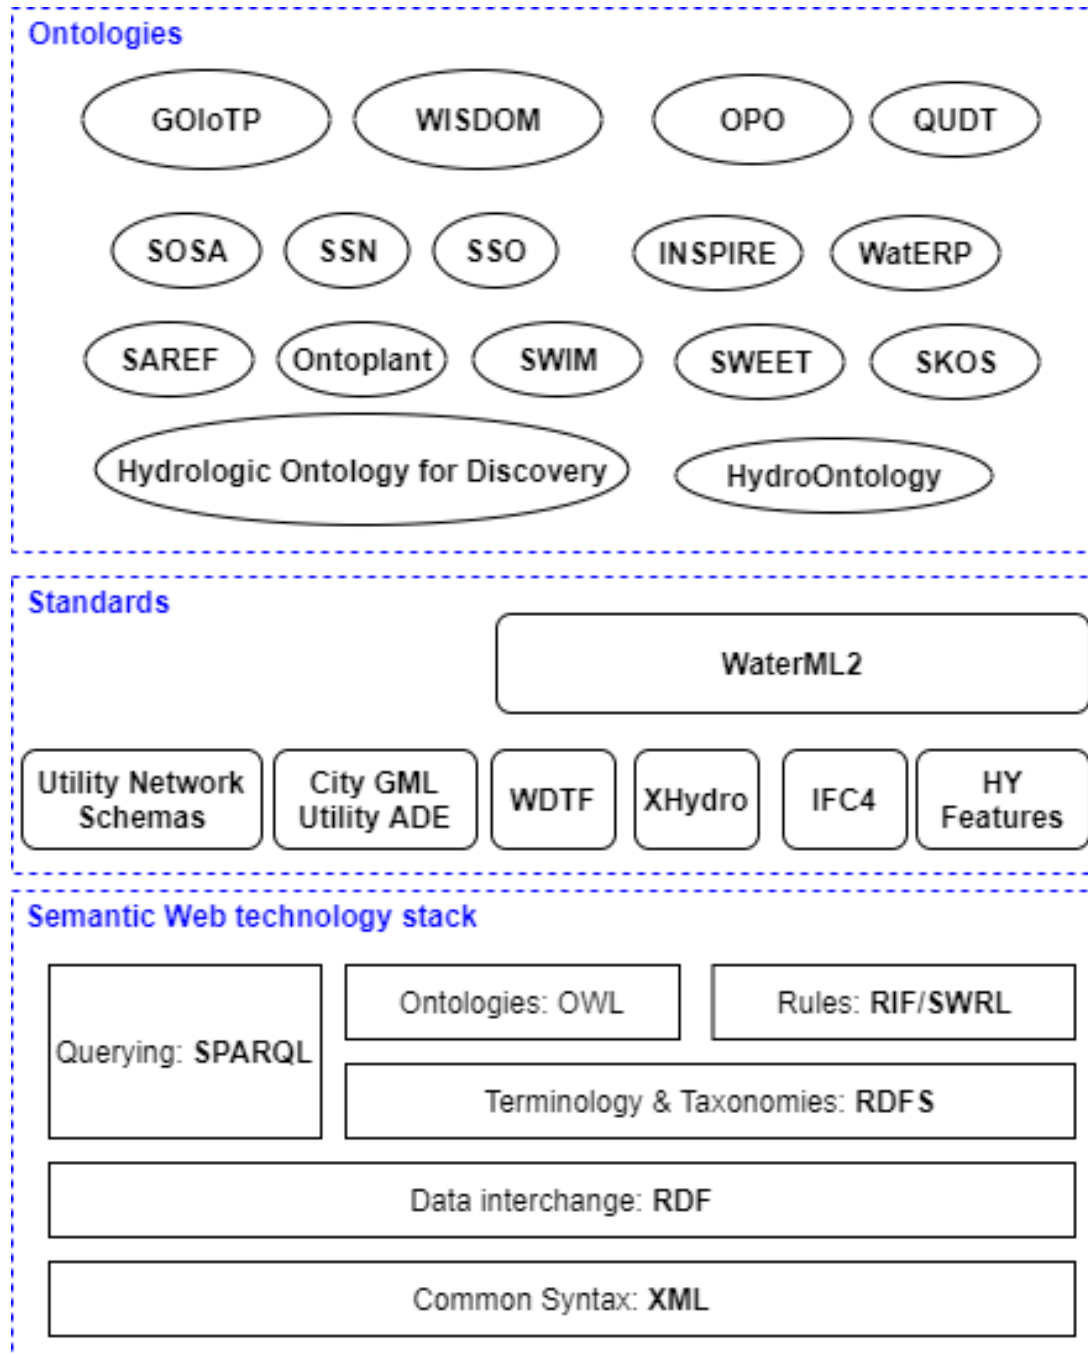 Ontologies
GOIoTP WISDOM OPO QUDT
SOSA SSN SSO INSPIRE WatERP
SAREF Ontoplant SWIM SWEET SKOS
Hydrologic Ontology for Discovery HydroOntology
Standards
WaterML2
Utility Network
Schemas
City GML
Utility ADE
WDTF
XHydro
IFC4
HY
Features
Semantic Web technology stack
Querying: SPARQL
Ontologies: OWL
Rules: RIF/SWRL
Terminology & Taxonomies: RDFS
Data interchange: RDF
Common Syntax: XML